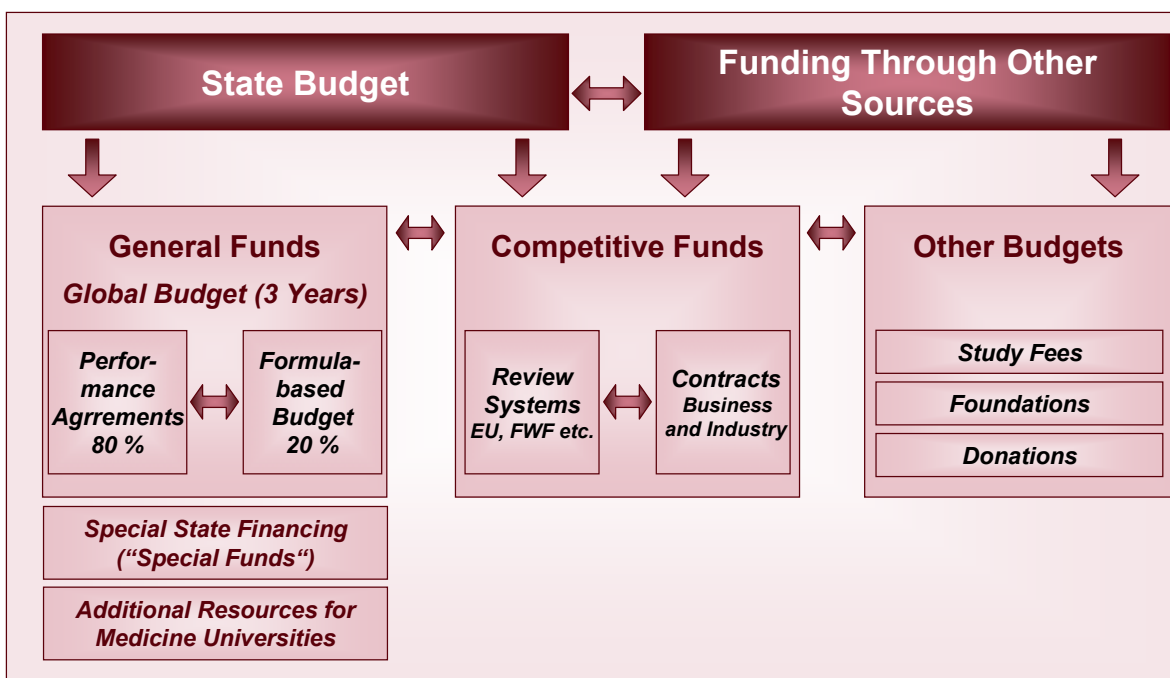 State Budget
Funding Through Other
Sources
General Funds
Global Budget (3 Years)
Perfor-
mance
Agrrements
80 %
Formula-
based
Budget
20 %
Special State Financing
(“Special Funds“)
Additional Resources for
Medicine Universities
Competitive Funds
Review
Systems
EU, FWF etc.
Contracts
Business
and Industry
Other Budgets
Study Fees
Foundations
Donations